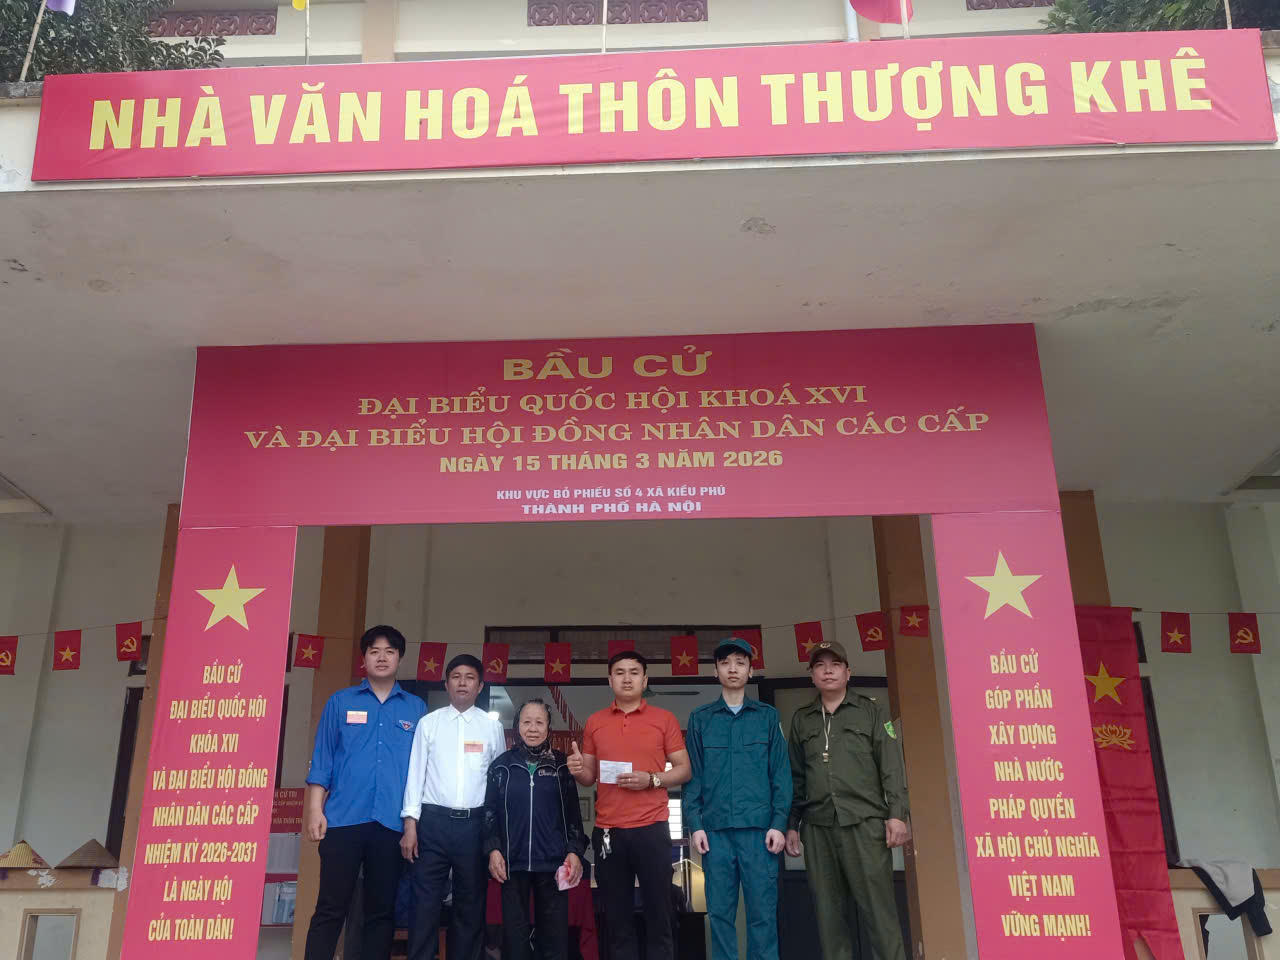 NHÀ VĂN HOÁ THÔN THƯỢNG KHÊ
BẦU CỬ
ĐẠI BIỂU QUỐC HỘI KHOÁ XVI
VÀ ĐẠI BIỂU HỘI ĐỒNG NHÂN DÂN CÁC CẤP
NGÀY 15 THÁNG 3 NĂM 2026
KHU VỰC BỎ PHIẾU SỐ 4 XÃ KIỀU PHÚ
THÀNH PHỐ HÀ NỘI
BẦU CỬ
ĐẠI BIỂU QUỐC HỘI
KHÓA XVI
VÀ ĐẠI BIỂU HỘI ĐỒNG
NHÂN DÂN CÁC CẤP
NHIỆM KỲ 2026-2031
LÀ NGÀY HỘI
CỦA TOÀN DÂN!
BẦU CỬ
GÓP PHẦN
XÂY DỰNG
NHÀ NƯỚC
PHÁP QUYỀN
XÃ HỘI CHỦ NGHĨA
VIỆT NAM
VỮNG MẠNH!
CỬ TRI